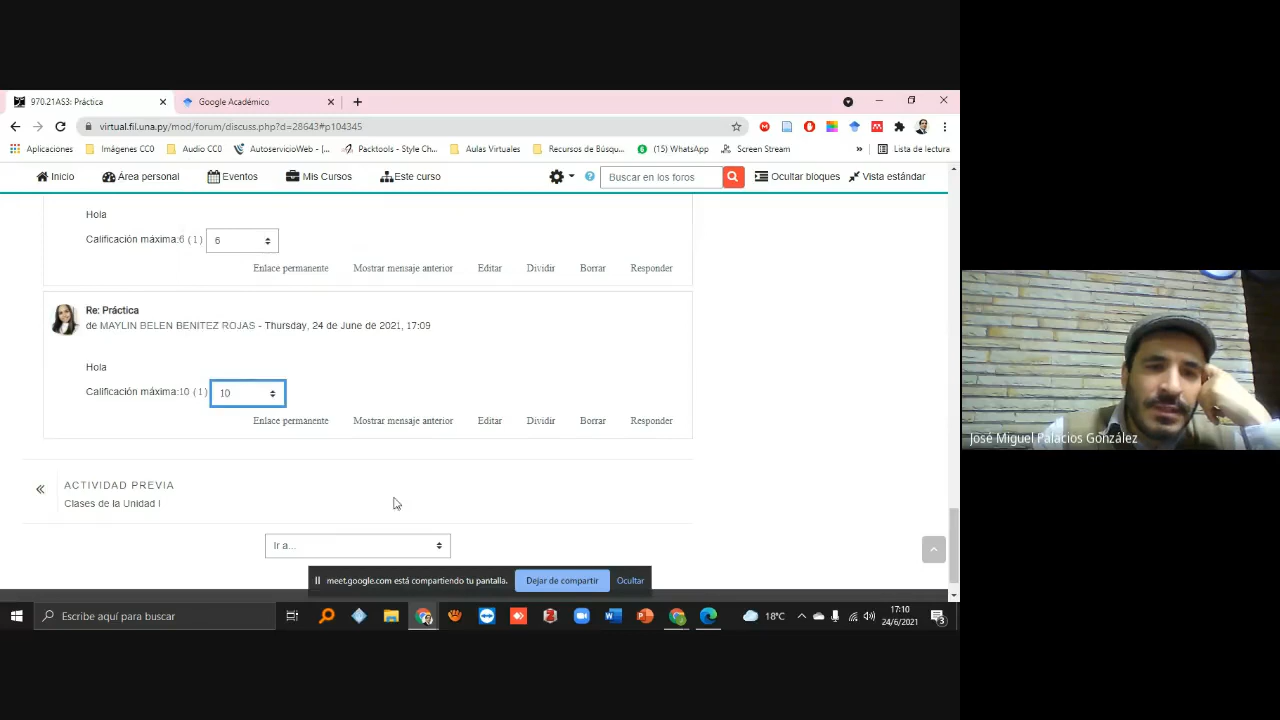 970.21AS3: Práctica
Google Académico
virtual.fil.una.py/mod/forum/discuss.php?d=28643#p104345
Aplicaciones
Imágenes CC0
Audio CC0
AutoservicioWeb - (...
Packtools - Style Ch...
Aulas Virtuales
Recursos de Búsqu...
(15) WhatsApp
Screen Stream
»
Lista de lectura
Inicio
Área personal
Eventos
Mis Cursos
Este curso
Buscar en los foros
Ocultar bloques
Vista estándar
Hola
Calificación máxima:6 (1) 6
Enlace permanente Mostrar mensaje anterior Editar Dividir Borrar Responder
Re: Práctica
de MAYLIN BELEN BENITEZ ROJAS - Thursday, 24 de June de 2021, 17:09
Hola
Calificación máxima:10 (1) 10
Enlace permanente Mostrar mensaje anterior Editar Dividir Borrar Responder
José Miguel Palacios González
« ACTIVIDAD PREVIA
Clases de la Unidad I
Ir a...
meet.google.com está compartiendo tu pantalla. Dejar de compartir Ocultar
Escribe aquí para buscar
18°C
17:10
24/6/2021
3